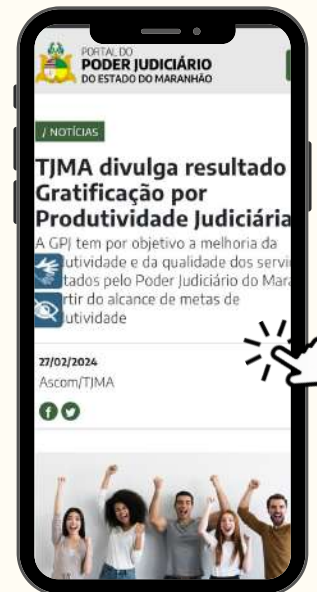 PORTAL DO
PODER JUDICIÁRIO
DO ESTADO DO MARANHÃO
/ NOTÍCIAS
TJMA divulga resultado
Gratificação por
Produtividade Judiciária
A GPJ tem por objetivo a melhoria da
utividade e da qualidade dos servi
tados pelo Poder Judiciário do Mara
rtir do alcance de metas de
utividade
27/02/2024
Ascom/TJMA